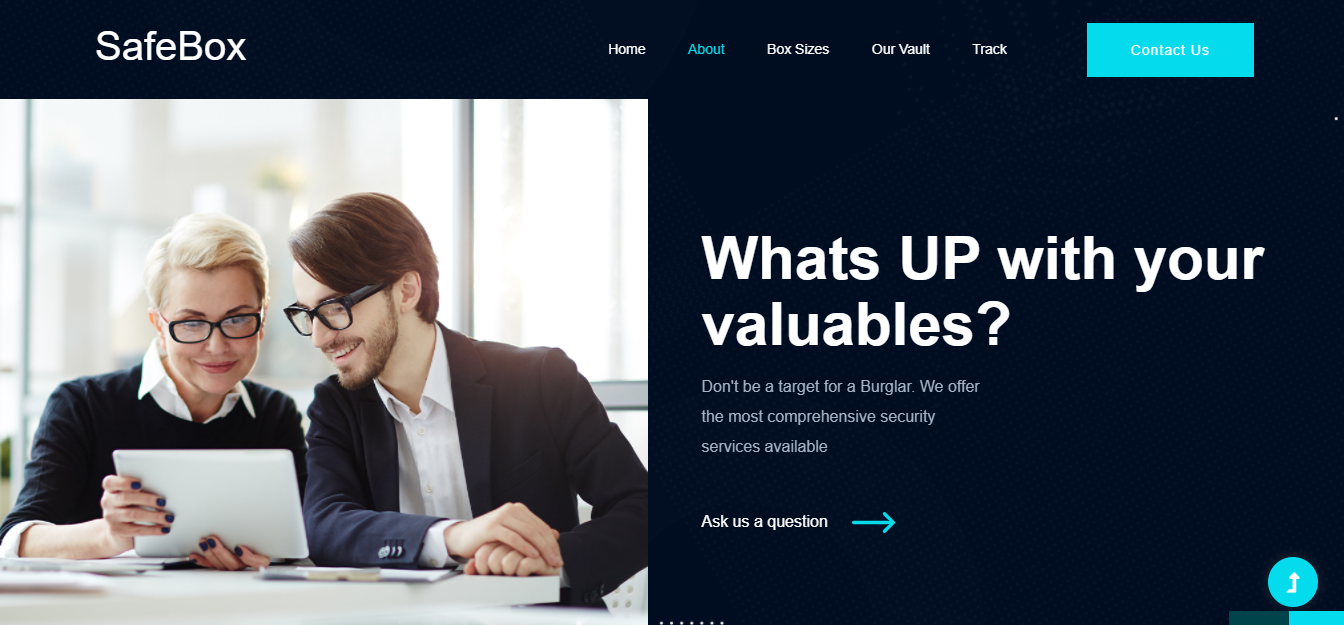 SafeBox
Home About Box Sizes Our Vault Track Contact Us
Whats UP with your
valuables?
Don't be a target for a Burglar. We offer
the most comprehensive security
services available
Ask us a question